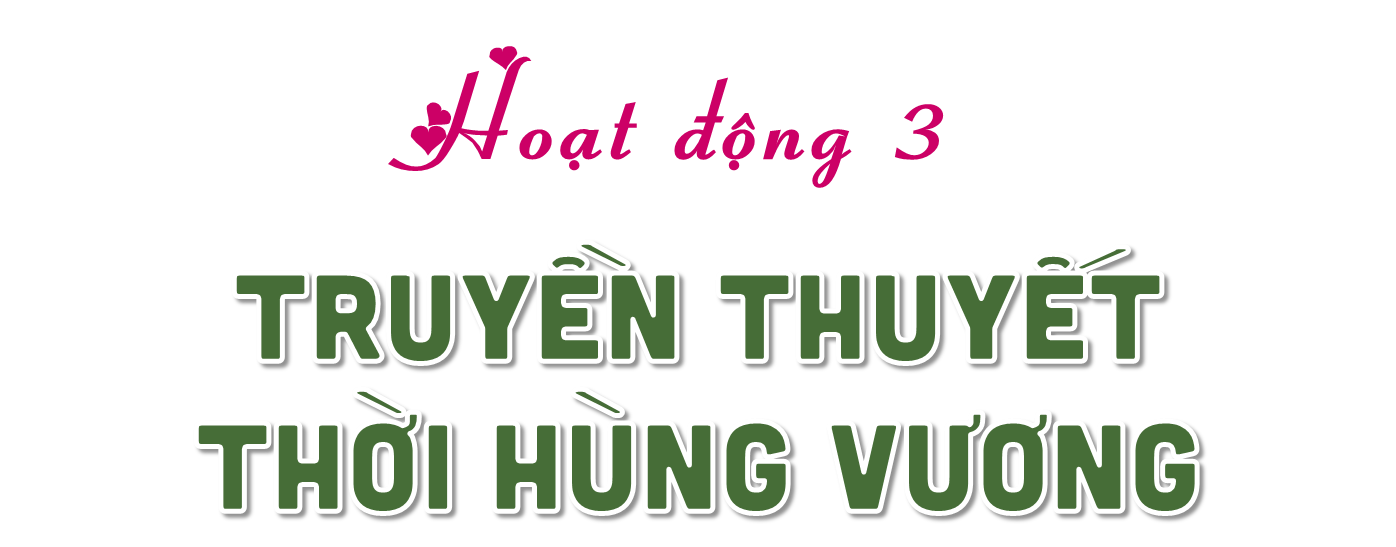 Hoạt động 3
TRUYỀN THUYẾT
THỜI HÙNG VƯƠNG